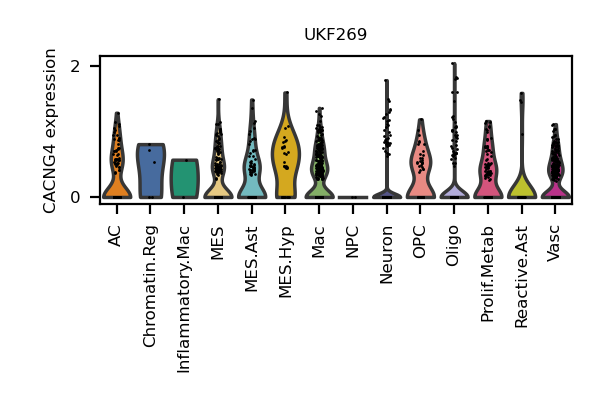 UKF269
CACNG4 expression
2
0
AC
Chromatin.Reg
Inflammatory.Mac
MES
MES.Ast
MES.Hyp
Mac
NPC
Neuron
OPC
Oligo
Prolif.Metab
Reactive.Ast
Vasc